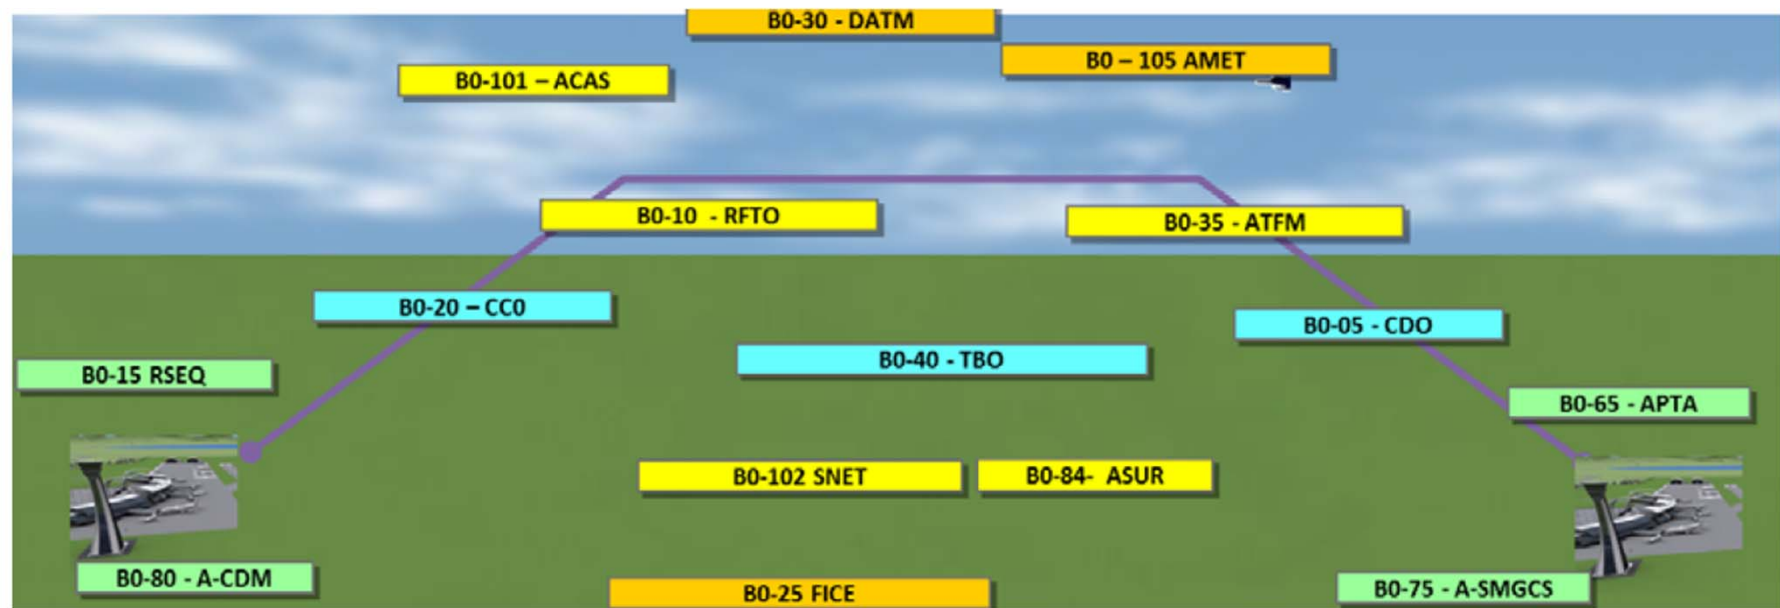 B0-30 - DATM
B0 – 105 AMET
B0-101 – ACAS
B0-10 - RFTO
B0-35 - ATFM
B0-20 – CC0
B0-05 - CDO
B0-40 - TBO
B0-15 RSEQ
B0-65 - APTA
B0-102 SNET
B0-84- ASUR
B0-80 - A-CDM
B0-25 FICE
B0-75 - A-SMGCS